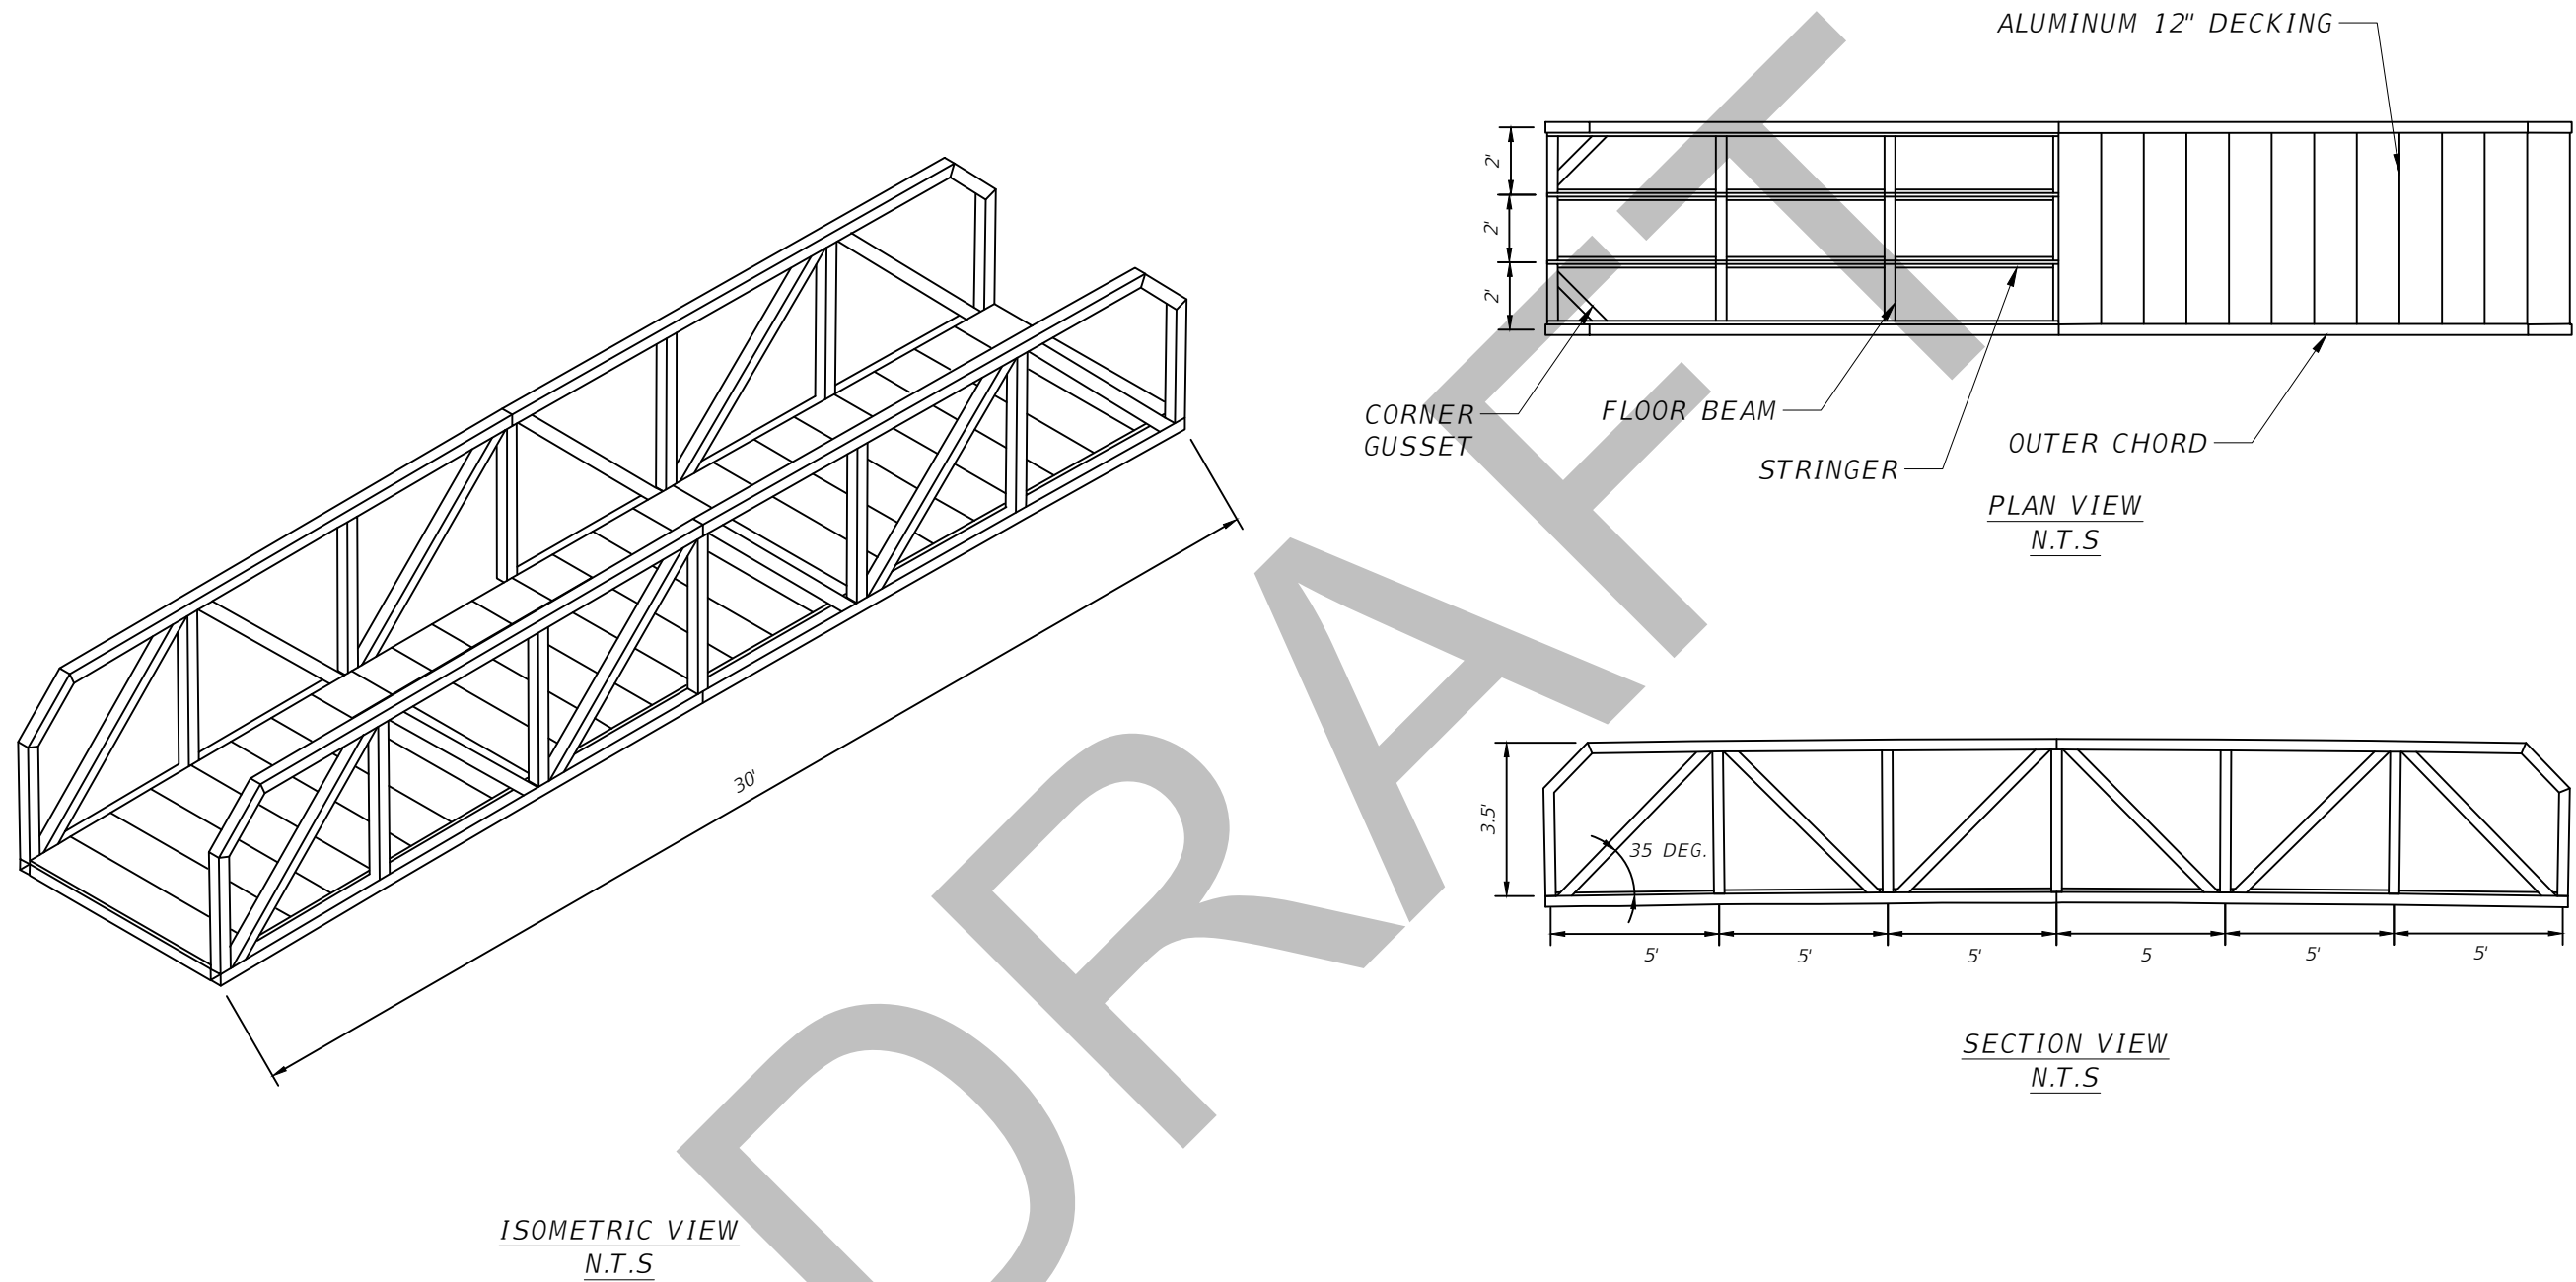 ALUMINUM 12" DECKING
2'
2'
2'
CORNER
GUSSET
FLOOR BEAM
STRINGER
OUTER CHORD
PLAN VIEW
N.T.S
30'
3.5'
35 DEG.
5'
5'
5'
5
5'
5'
SECTION VIEW
N.T.S
ISOMETRIC VIEW
N.T.S
DRAFT